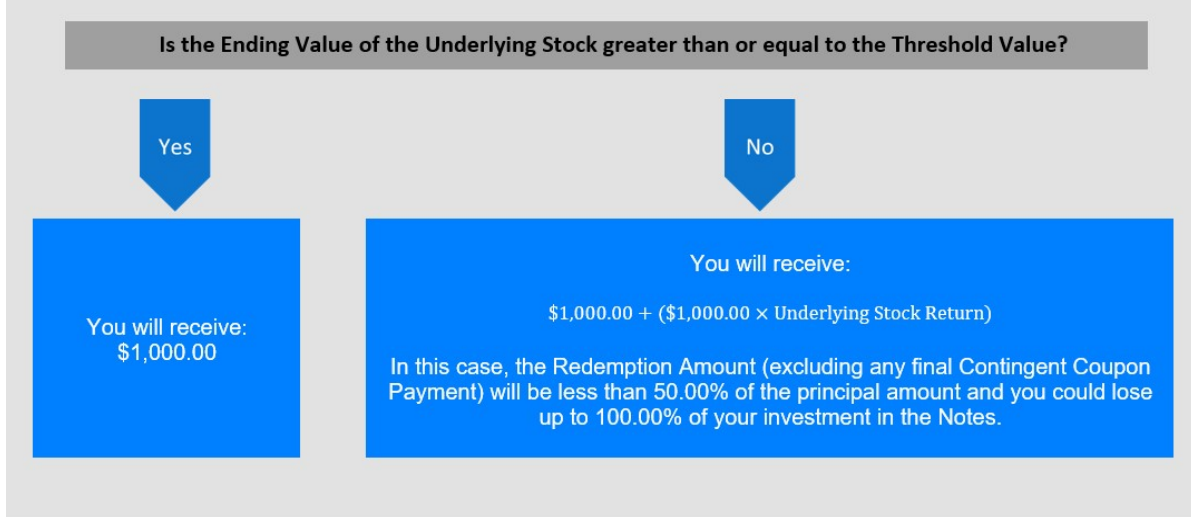 Is the Ending Value of the Underlying Stock greater than or equal to the Threshold Value?
Yes
No
You will receive:
$1,000.00
You will receive:
$1,000.00 + ($1,000.00 × Underlying Stock Return)
In this case, the Redemption Amount (excluding any final Contingent Coupon
Payment) will be less than 50.00% of the principal amount and you could lose
up to 100.00% of your investment in the Notes.